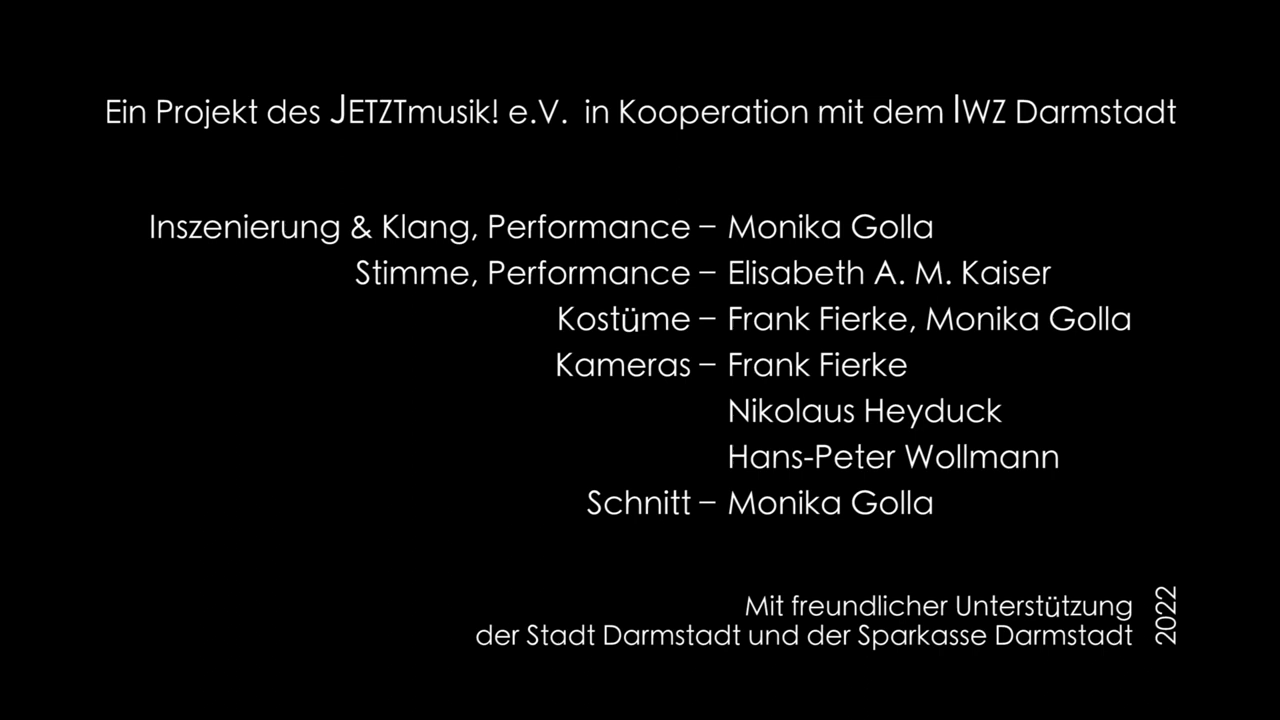 Ein Projekt des JETZTmusik! e.V. in Kooperation mit dem IWZ Darmstadt
Inszenierung & Klang, Performance – Monika Golla
Stimme, Performance – Elisabeth A. M. Kaiser
Kostüme – Frank Fierke, Monika Golla
Kameras – Frank Fierke
Nikolaus Heyduck
Hans-Peter Wollmann
Schnitt – Monika Golla
Mit freundlicher Unterstützung
der Stadt Darmstadt und der Sparkasse Darmstadt
2022